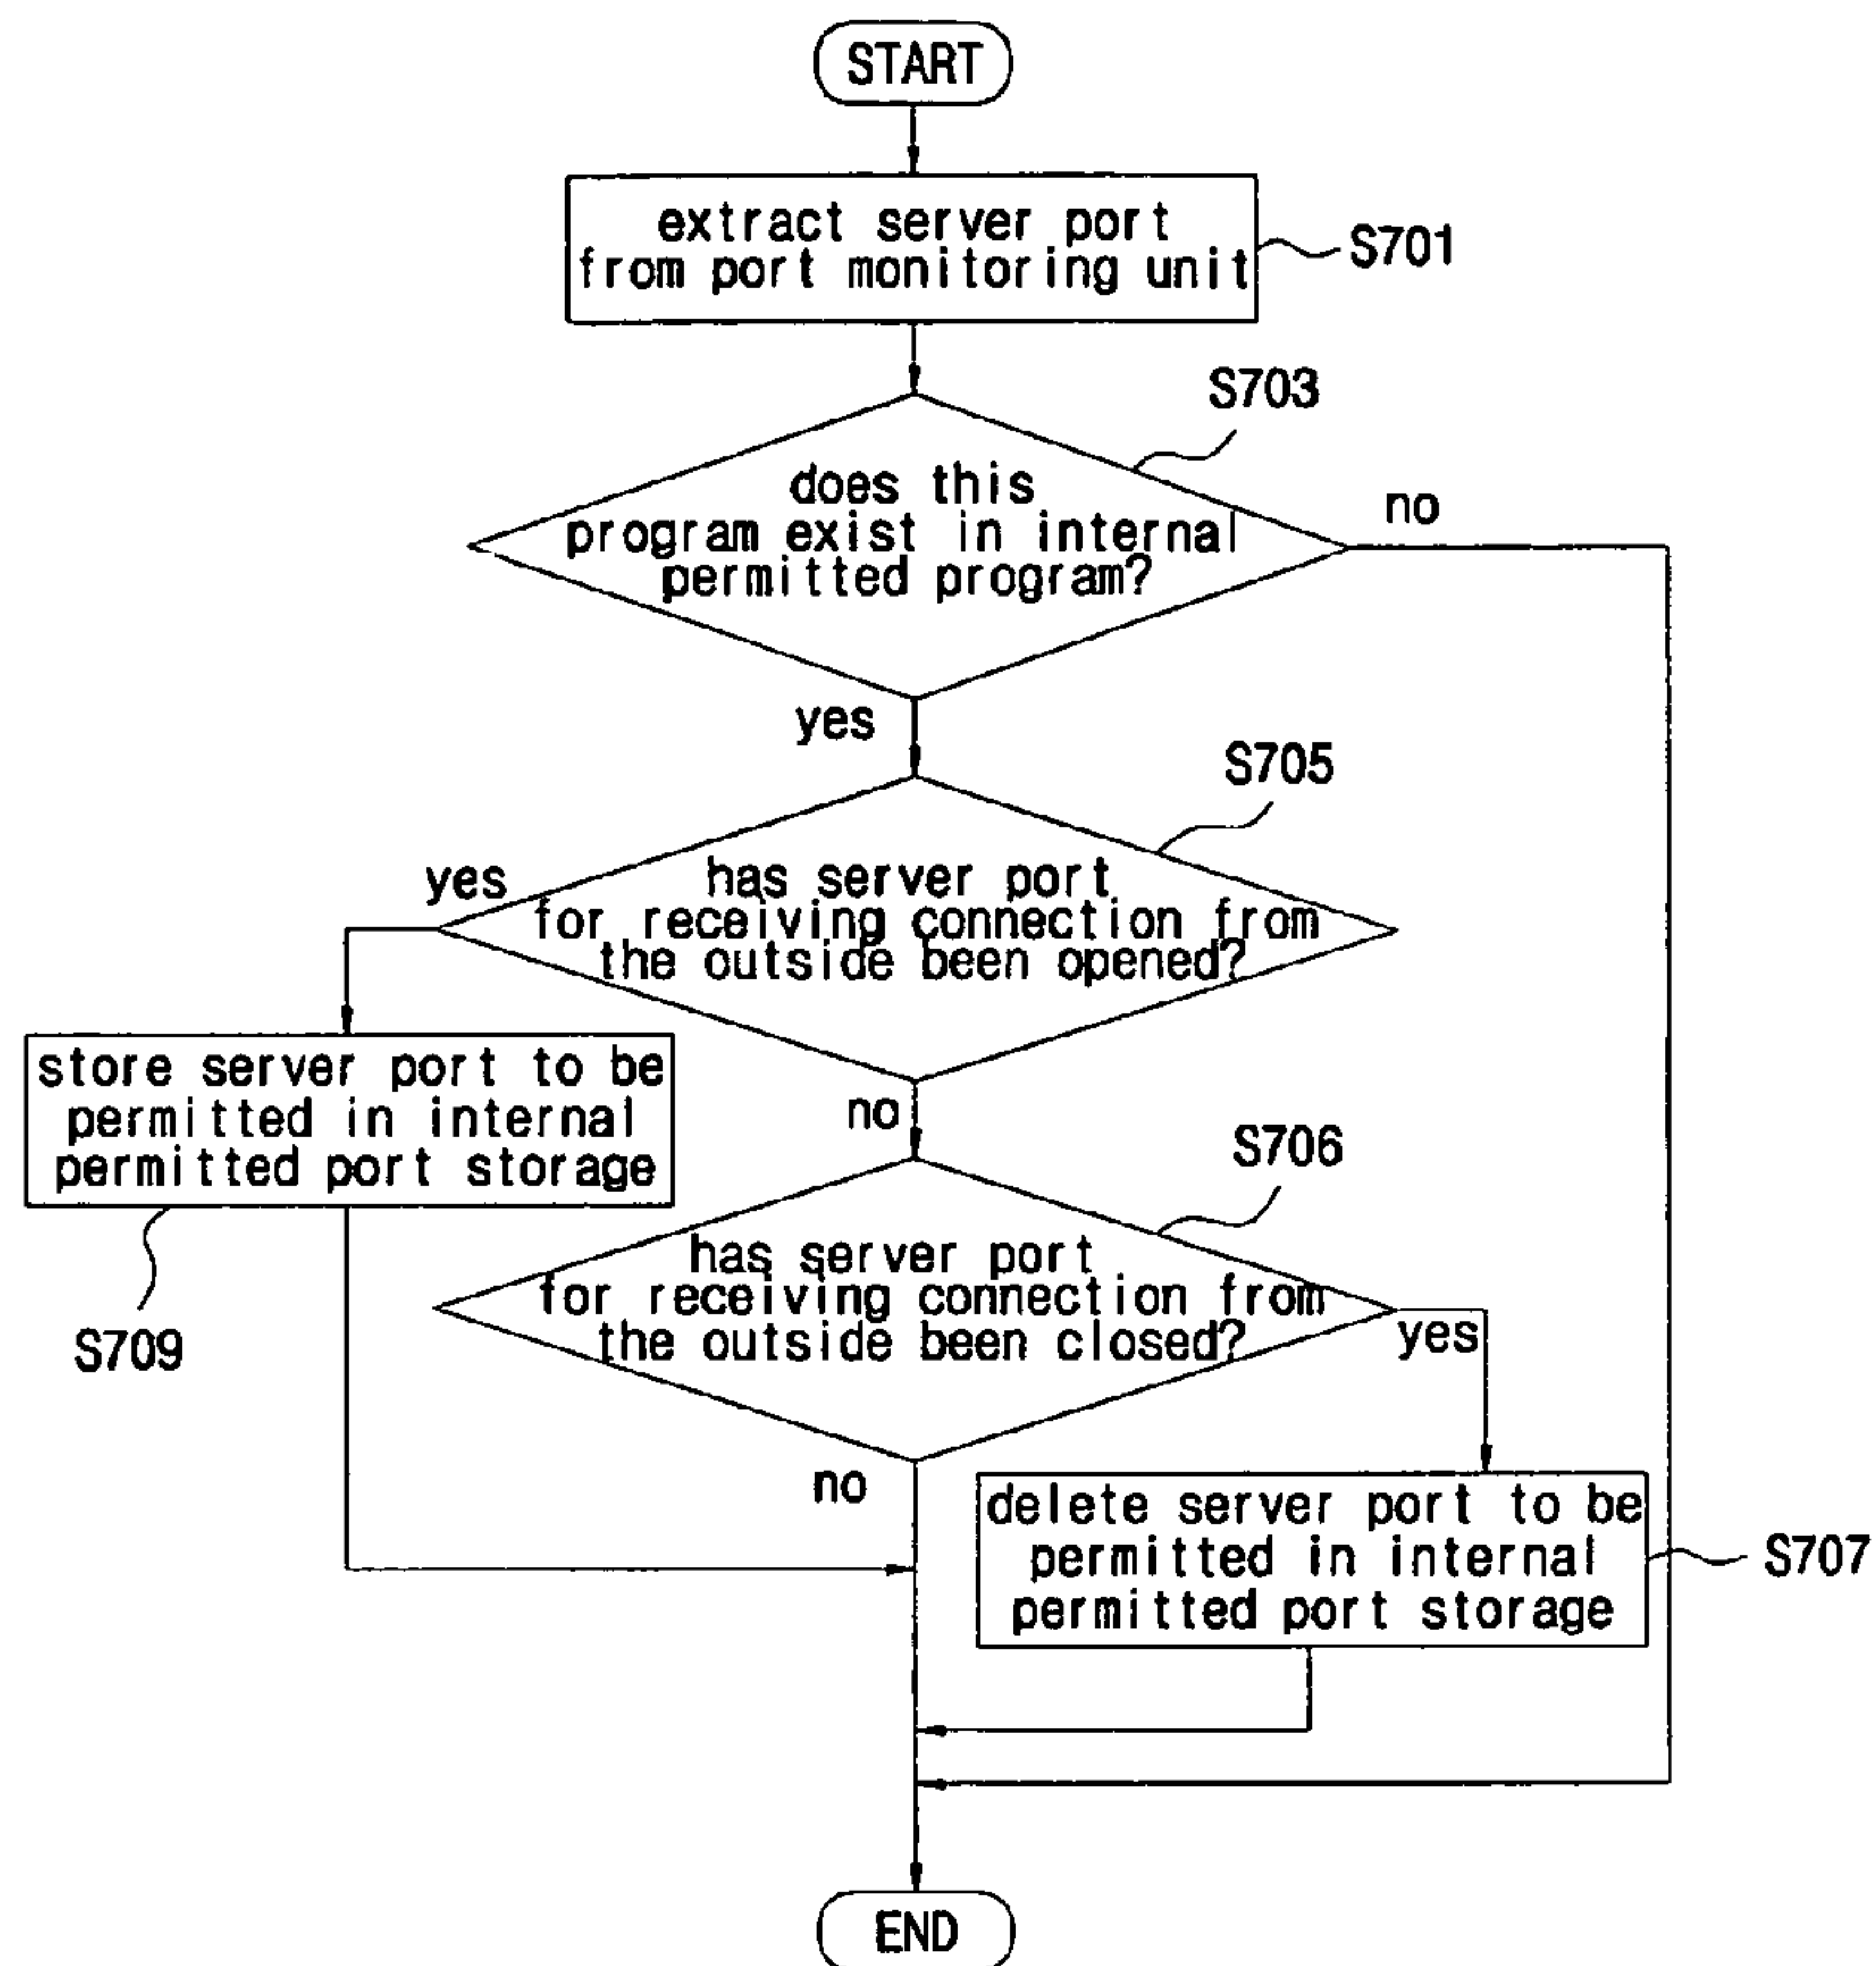 START
extract server port
from port monitoring unit
S701
S703
does this
program exist in internal
permitted program?
no
yes
S705
has server port
for receiving connection from
the outside been opened?
yes
store server port to be
permitted in internal
permitted port storage
S709
no
S706
has server port
for receiving connection from
the outside been closed?
yes
no
delete server port to be
permitted in internal
permitted port storage
S707
END